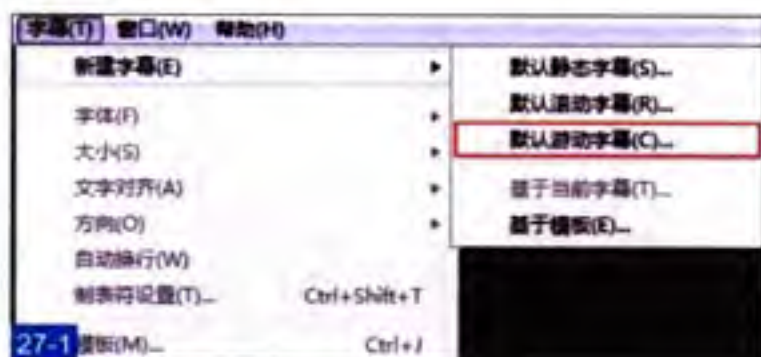 字幕(T) 窗口(W) 帮助(H)
新建字幕(E)
字体(F)
大小(S)
文字对齐(A)
方向(O)
自动换行(W)
制表符设置(T)... Ctrl+Shift+T
模板(M)... Ctrl+J
默认静态字幕(S)...
默认滚动字幕(R)...
默认游动字幕(C)...
基于当前字幕(T)...
基于模板(E)...
27-1